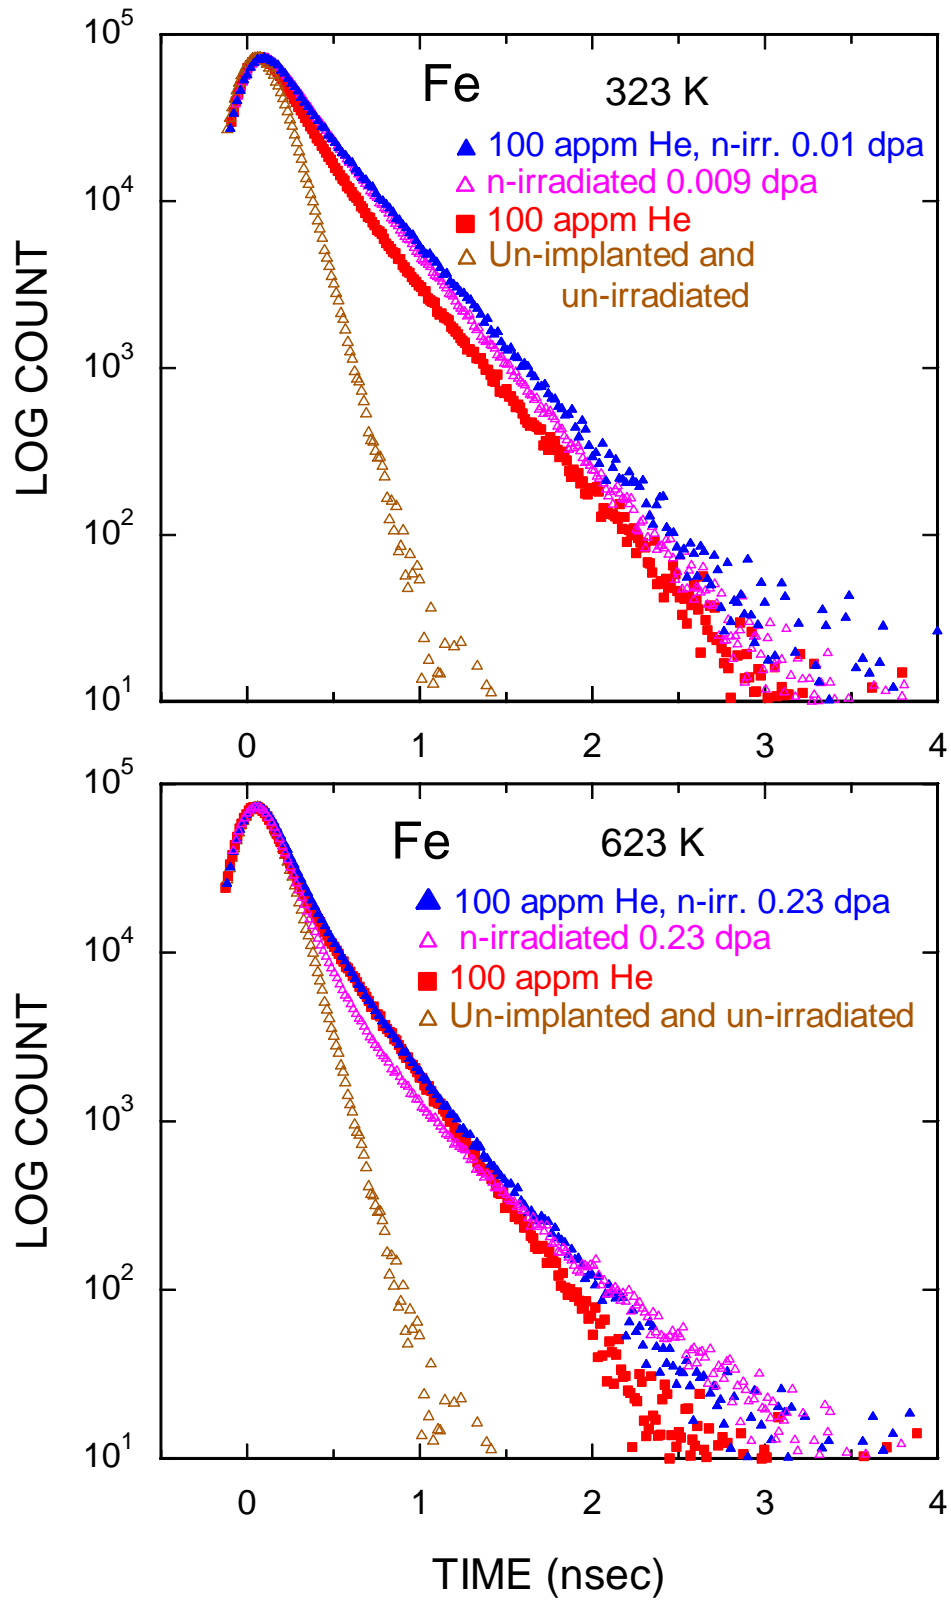 10^5
Fe
323 K
100 appm He, n-irr. 0.01 dpa
n-irradiated 0.009 dpa
100 appm He
Un-implanted and
un-irradiated
10^4
10^3
10^2
10^1
LOG COUNT
0 1 2 3 4
10^5
Fe
623 K
100 appm He, n-irr. 0.23 dpa
n-irradiated 0.23 dpa
100 appm He
Un-implanted and un-irradiated
10^4
10^3
10^2
10^1
LOG COUNT
0 1 2 3 4
TIME (nsec)